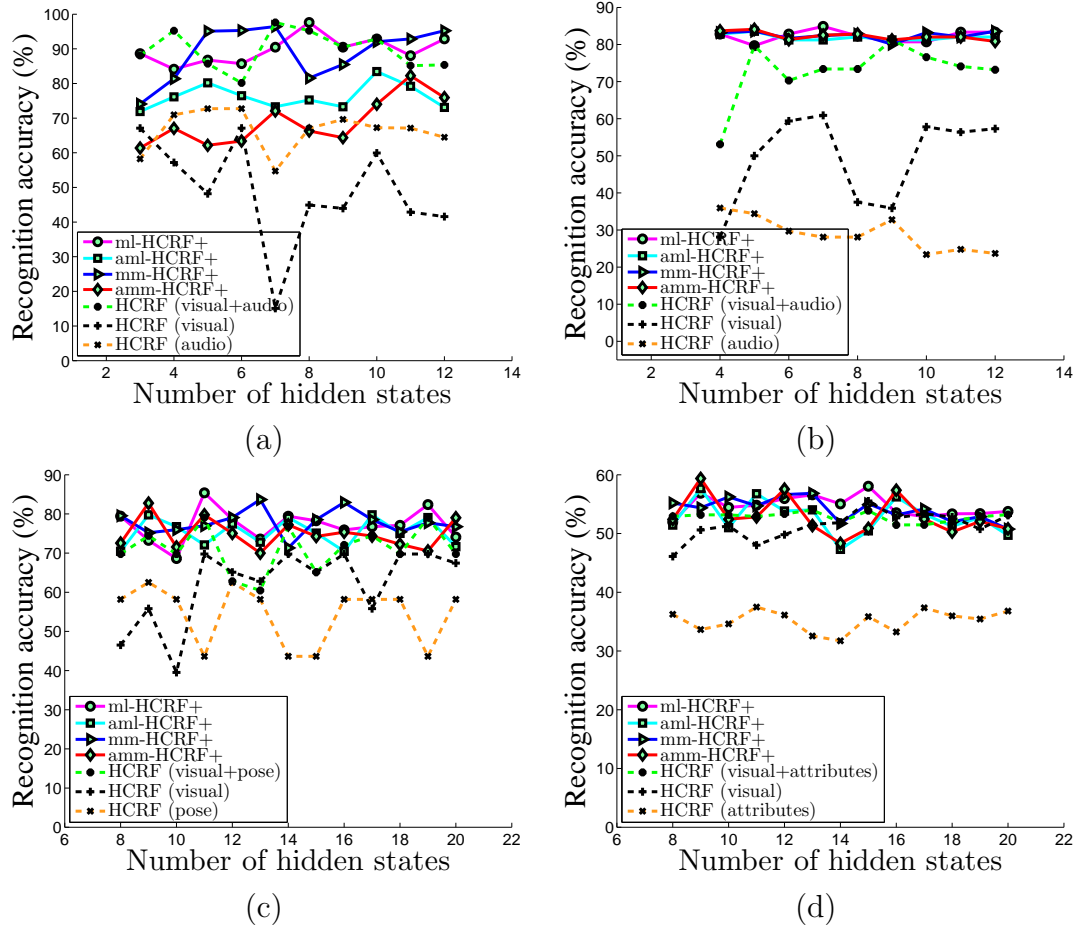 100
90
80
70
60
50
40
30
20
10
0
Recognition accuracy (%)
ml-HCRF+
aml-HCRF+
mm-HCRF+
amm-HCRF+
HCRF (visual+audio)
HCRF (visual)
HCRF (audio)
2 4 6 8 10 12 14
Number of hidden states
(a)
90
80
70
60
50
40
30
20
10
0
Recognition accuracy (%)
ml-HCRF+
aml-HCRF+
mm-HCRF+
amm-HCRF+
HCRF (visual+audio)
HCRF (visual)
HCRF (audio)
2 4 6 8 10 12 14
Number of hidden states
(b)
90
80
70
60
50
40
30
20
10
0
Recognition accuracy (%)
ml-HCRF+
aml-HCRF+
mm-HCRF+
amm-HCRF+
HCRF (visual+pose)
HCRF (visual)
HCRF (pose)
6 8 10 12 14 16 18 20 22
Number of hidden states
(c)
60
50
40
30
20
10
0
Recognition accuracy (%)
ml-HCRF+
aml-HCRF+
mm-HCRF+
amm-HCRF+
HCRF (visual+attributes)
HCRF (visual)
HCRF (attributes)
6 8 10 12 14 16 18 20 22
Number of hidden states
(d)